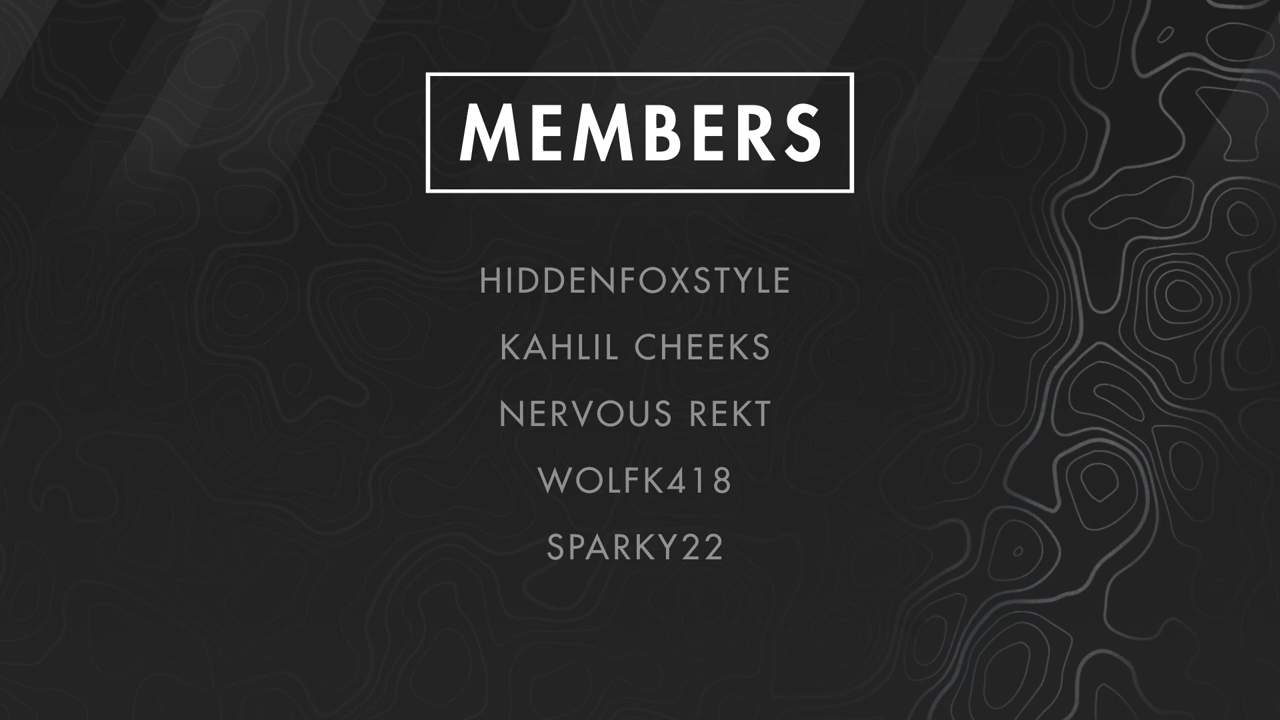 MEMBERS
HIDDENFOXSTYLE
KAHLIL CHEEKS
NERVOUS REKT
WOLFK418
SPARKY22